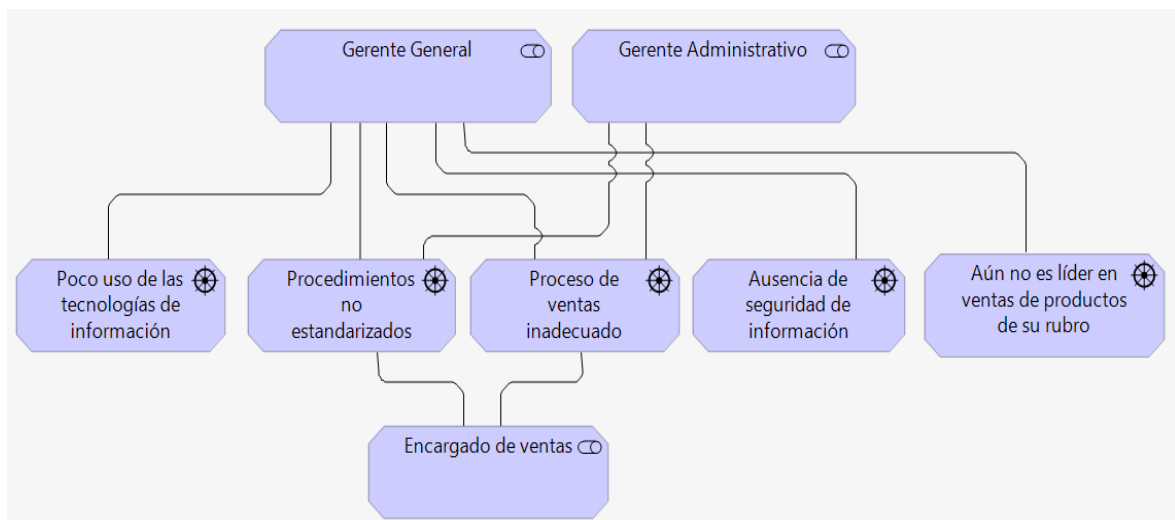 Gerente General
Gerente Administrativo
Poco uso de las
tecnologías de
información
Procedimientos
no
estandarizados
Proceso de
ventas
inadecuado
Ausencia de
seguridad de
información
Aún no es líder en
ventas de productos
de su rubro
Encargado de ventas